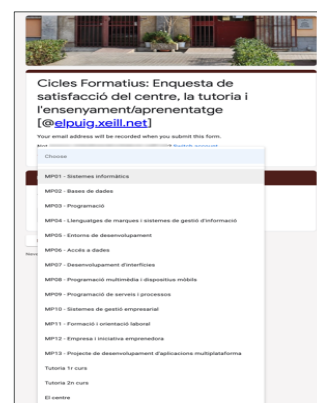 Cicles Formatius: Enquesta de
satisfacció del centre, la tutoria i
l'ensenyament/aprenentatge
[@elpuig.xeill.net]
Your email address will be recorded when you submit this form.
Switch account
Choose
MP01 - Sistemes informàtics
MP02 - Bases de dades
MP03 - Programació
MP04 - Llenguatges de marques i sistemes de gestió d'informació
MP05 - Entorns de desenvolupament
MP06 - Accés a dades
MP07 - Desenvolupament d'interfícies
MP08 - Programació multimèdia i dispositius mòbils
MP09 - Programació de serveis i processos
MP10 - Sistemes de gestió empresarial
MP11 - Formació i orientació laboral
MP12 - Empresa i iniciativa emprenedora
MP13 - Projecte de desenvolupament d'aplicacions multiplataforma
Tutoria 1r curs
Tutoria 2n curs
El centre